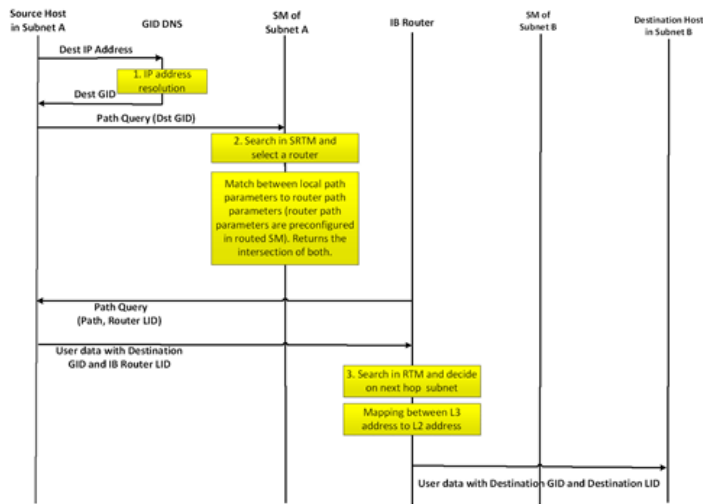 Source Host
in Subnet A
GID DNS
SM of
Subnet A
IB Router
SM of
Subnet B
Destination Host
in Subnet B
Dest IP Address
1. IP address
resolution
Dest GID
Path Query (Dst GID)
2. Search in SRTM and
select a router
Match between local path
parameters to router path
parameters (router path
parameters are preconfigured
in routed SM). Returns the
intersection of both.
Path Query
(Path, Router LID)
User data with Destination
GID and IB Router LID
3. Search in RTM and decide
on next hop subnet
Mapping between L3
address to L2 address
User data with Destination GID and Destination LID